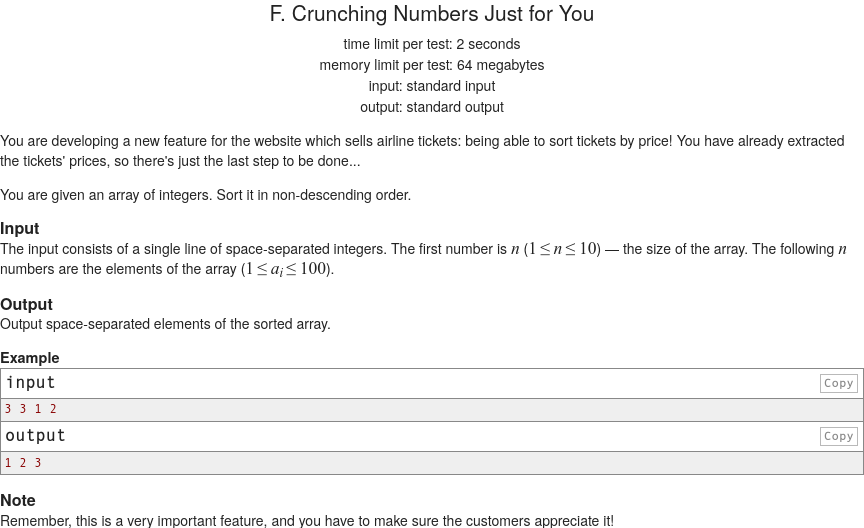 F. Crunching Numbers Just for You
time limit per test: 2 seconds
memory limit per test: 64 megabytes
input: standard input
output: standard output
You are developing a new feature for the website which sells airline tickets: being able to sort tickets by price! You have already extracted
the tickets' prices, so there's just the last step to be done...
You are given an array of integers. Sort it in non-descending order.
Input
The input consists of a single line of space-separated integers. The first number is n (1 ≤ n ≤ 10) — the size of the array. The following n
numbers are the elements of the array (1 ≤ a_i ≤ 100).
Output
Output space-separated elements of the sorted array.
Example
input Copy
3 3 1 2
output Copy
1 2 3
Note
Remember, this is a very important feature, and you have to make sure the customers appreciate it!